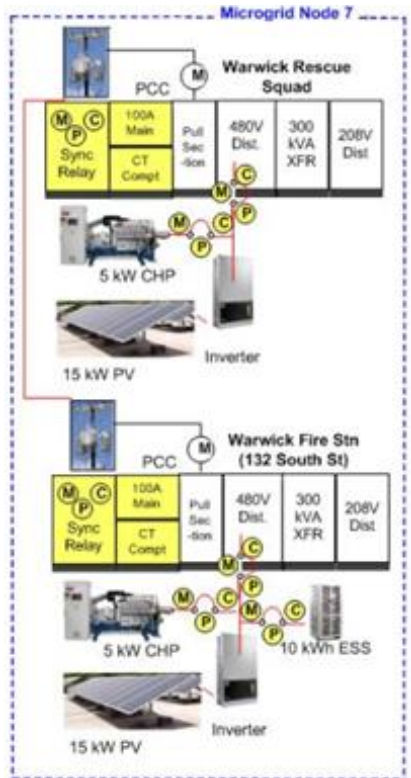 Microgrid Node 7
PCC
M
Warwick Rescue
Squad
M
C
P
Sync
Relay
100A
Main
CT
Compt
Pull
Sec
-tion
480V
Dist.
300
kVA
XFR
208V
Dist
C
M
P
M
C
P
5 kW CHP
Inverter
15 kW PV
PCC
M
Warwick Fire Stn
(132 South St)
M
C
P
Sync
Relay
100A
Main
CT
Compt
Pull
Sec
-tion
480V
Dist.
300
kVA
XFR
208V
Dist
C
M
P
M
C
M
C
P
P
5 kW CHP
10 kWh ESS
Inverter
15 kW PV